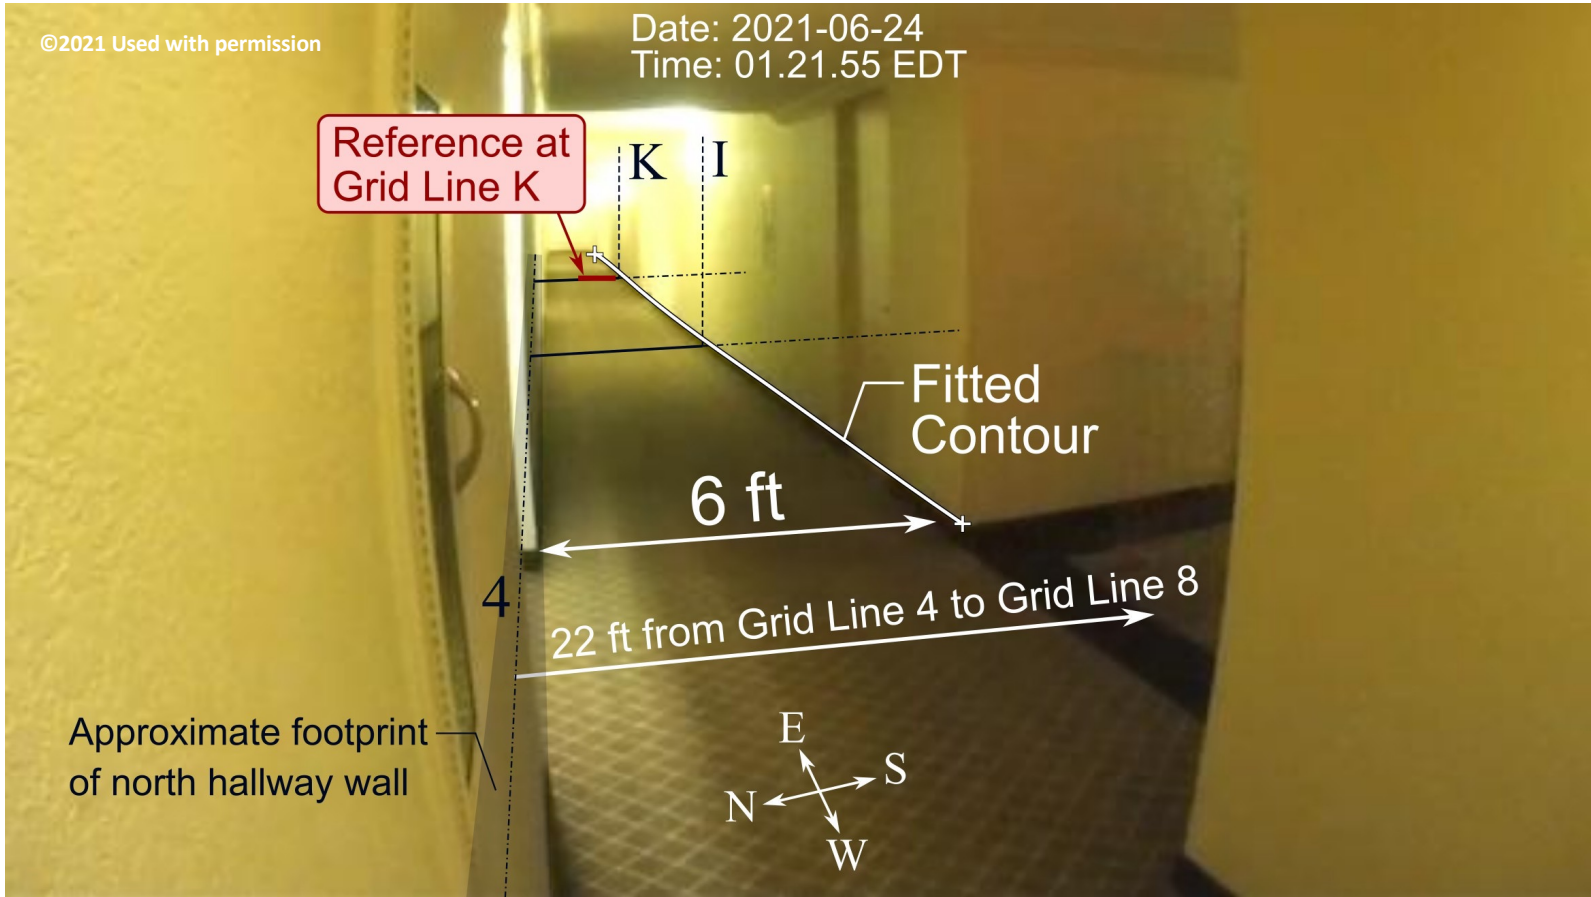 ©2021 Used with permission
Date: 2021-06-24
Time: 01.21.55 EDT
Reference at
Grid Line K
K
I
Fitted
Contour
6 ft
4
22 ft from Grid Line 4 to Grid Line 8
Approximate footprint
of north hallway wall
E
S
N
W